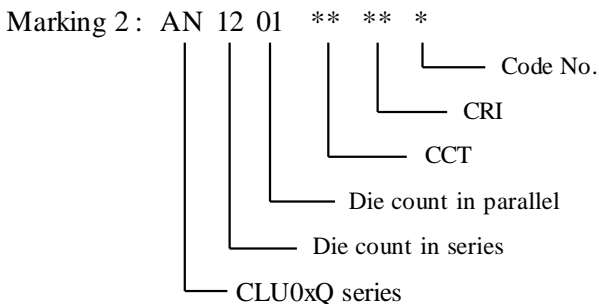 Marking 2 : AN 12 01 ** ** *
Code No.
CRI
CCT
Die count in parallel
Die count in series
CLU0xQ series